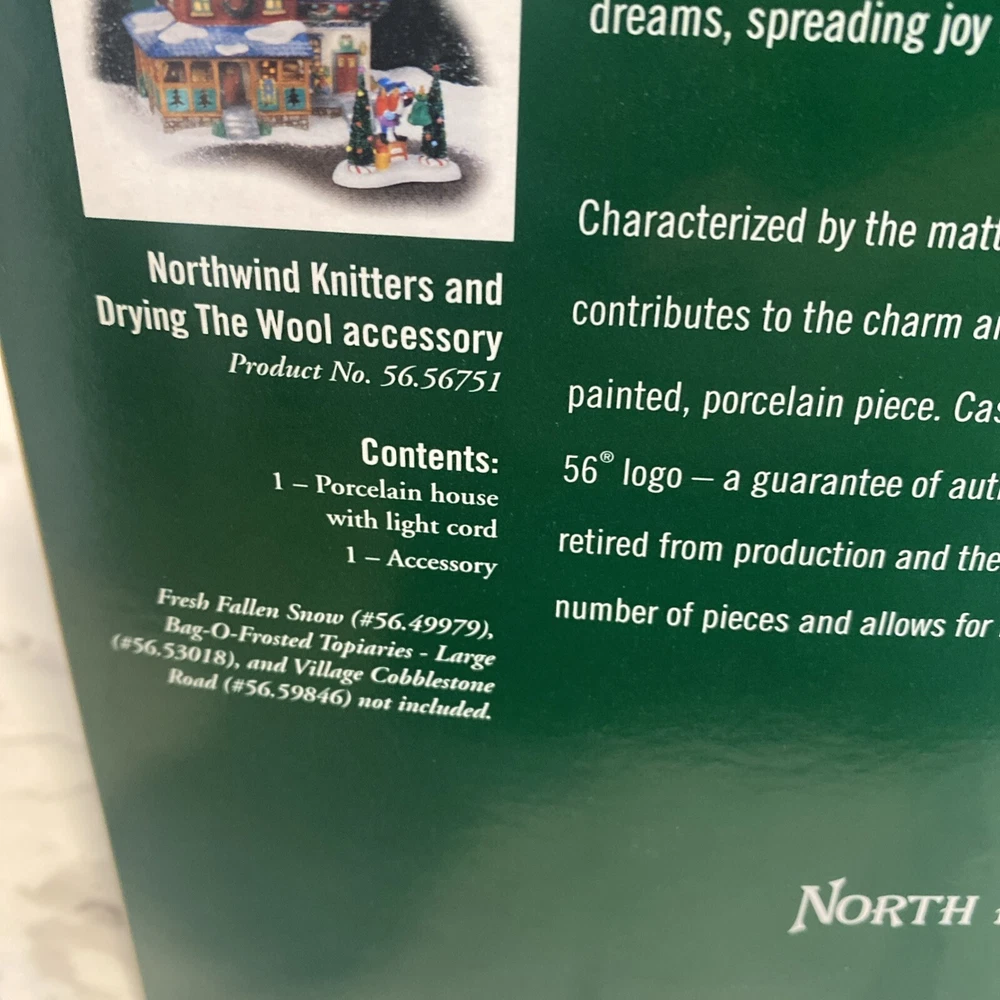 dreams, spreading joy
Northwind Knitters and
Drying The Wool accessory
Product No. 56.56751
Contents:
1 – Porcelain house
with light cord
1 – Accessory
Fresh Fallen Snow (#56.49979),
Bag-O-Frosted Topiaries - Large
(#56.53018), and Village Cobblestone
Road (#56.59846) not included.
Characterized by the matt
contributes to the charm
painted, porcelain piece. Cas
56® logo – a guarantee of aut
retired from production and the
number of pieces and allows for
NORTH